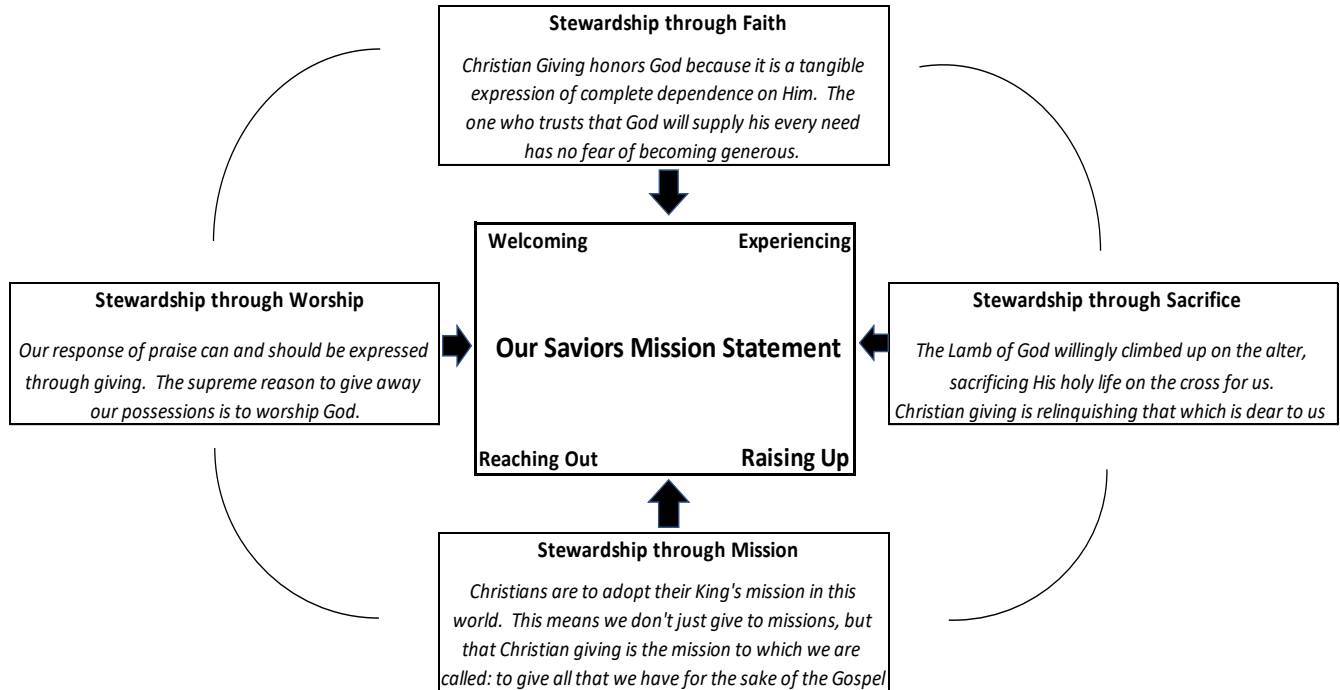 Stewardship through Faith
Christian Giving honors God because it is a tangible
expression of complete dependence on Him. The
one who trusts that God will supply his every need
has no fear of becoming generous.
Welcoming
Experiencing
Stewardship through Worship
Our response of praise can and should be expressed
through giving. The supreme reason to give away
our possessions is to worship God.
Our Saviors Mission Statement
Stewardship through Sacrifice
The Lamb of God willingly climbed up on the alter,
sacrificing His holy life on the cross for us.
Christian giving is relinquishing that which is dear to us
Reaching Out
Raising Up
Stewardship through Mission
Christians are to adopt their King's mission in this
world. This means we don't just give to missions, but
that Christian giving is the mission to which we are
called: to give all that we have for the sake of the Gospel